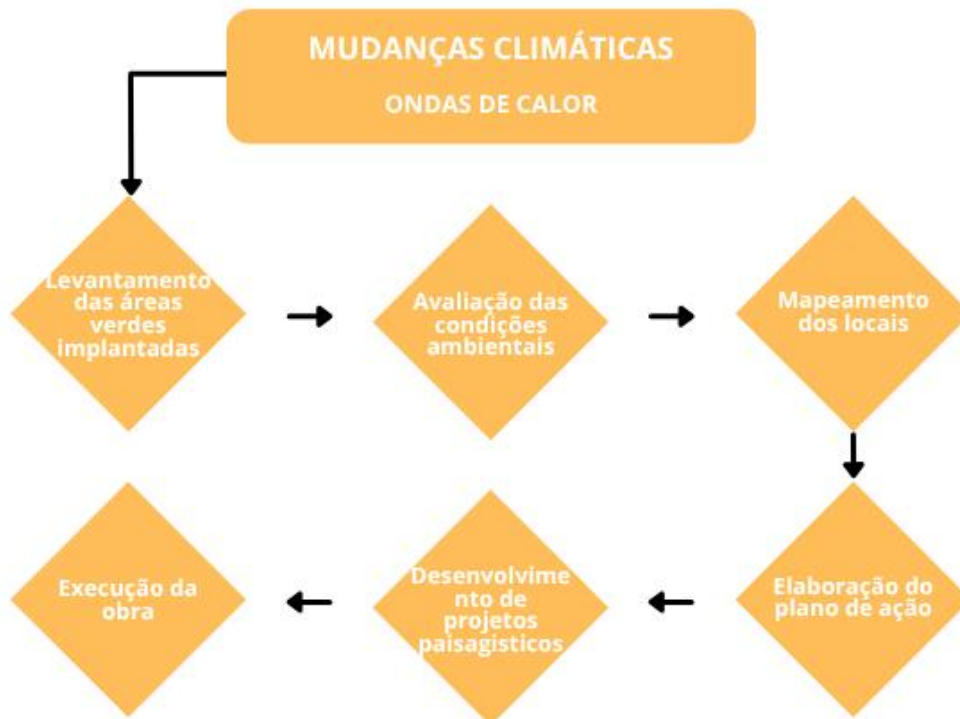 MUDANÇAS CLIMÁTICAS
ONDAS DE CALOR
Levantamento
das áreas
verdes
implantadas
Avaliação das
condições
ambientais
Mapeamento
dos locais
Elaboração do
plano de ação
Desenvolvime
nto de
projetos
paisagísticos
Execução da
obra